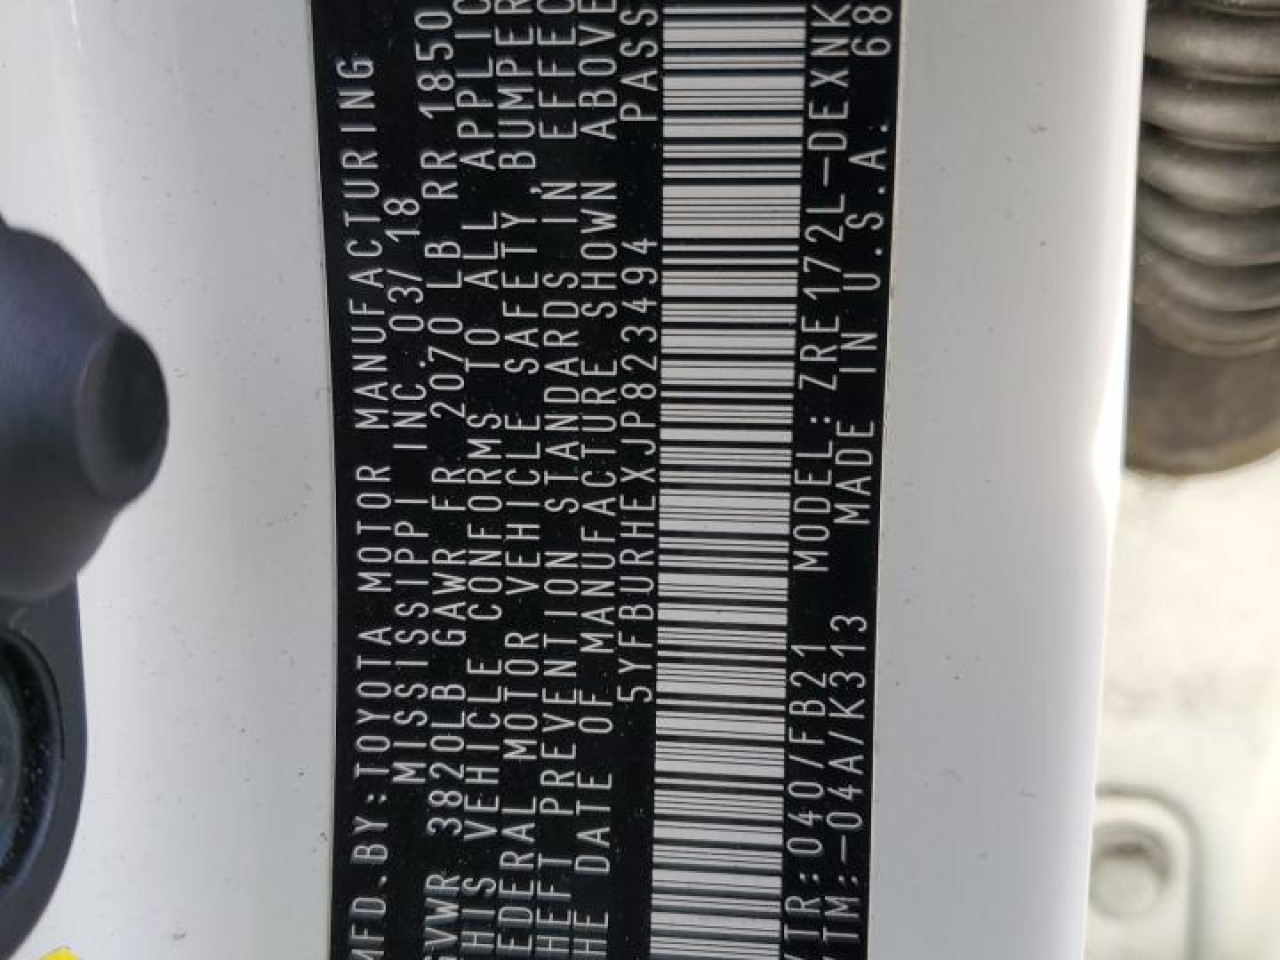 MFD.BY:TOYOTA MOTOR MANUFACTURING
MISSISSIPPI INC. 03/18
GVWR 3820LB GAWR FR 2070 LB RR 1850
THIS VEHICLE CONFORMS TO ALL APPLIC
FEDERAL MOTOR VEHICLE SAFETY, BUMPER
THEFT PREVENTION STANDARDS IN EFFEC
THE DATE OF MANUFACTURE SHOWN ABOVE
5YFBURHEXJP823494 PASS
/TR:040/FB21 MODEL:ZRE172L-DEXNK
/TM:-04A/K313 MADE IN U.S.A. 68